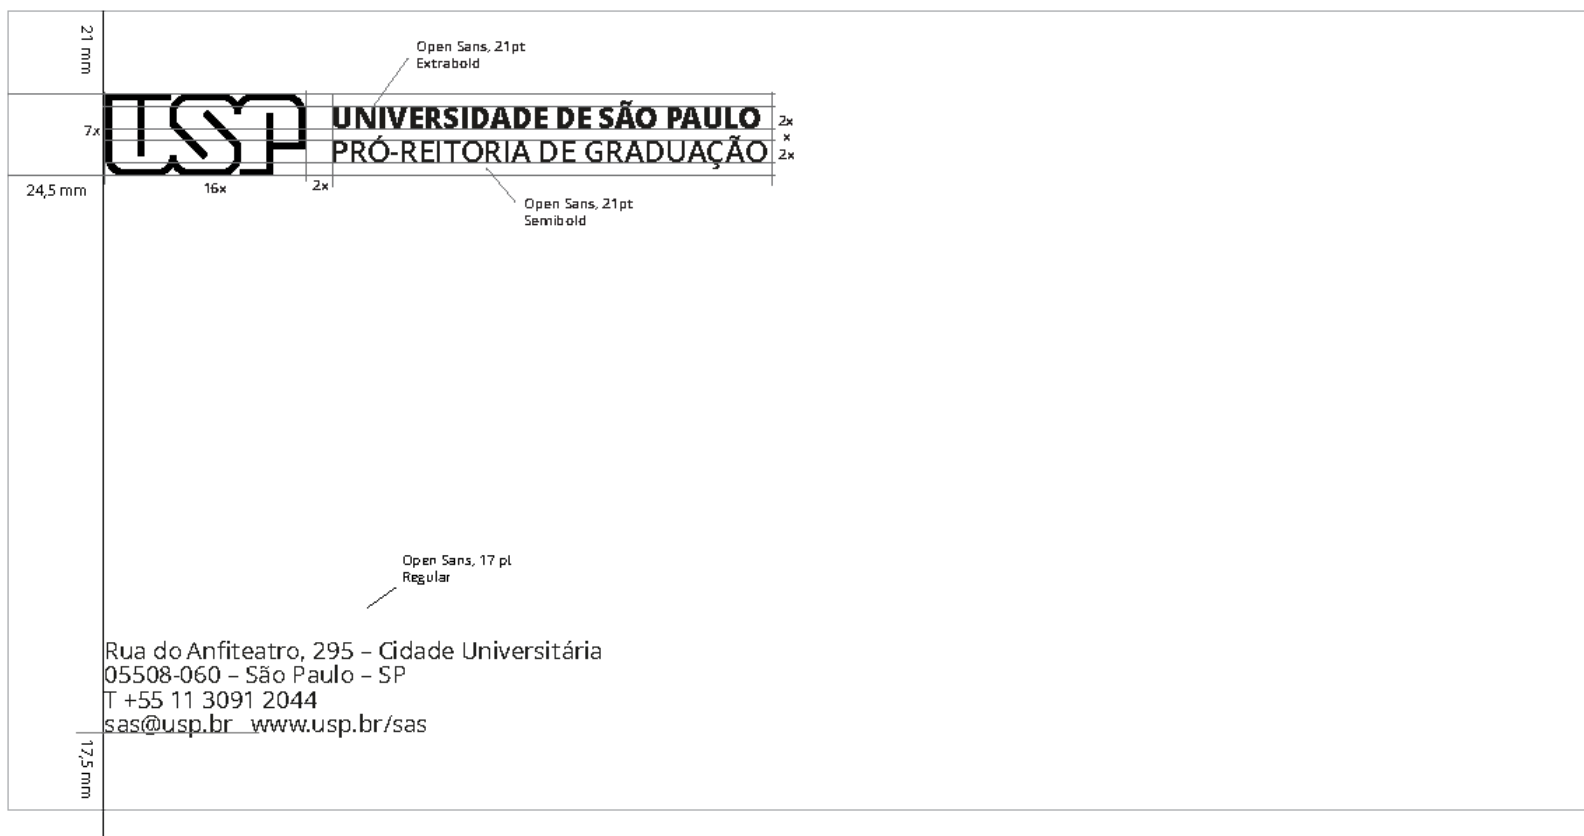 21 mm
Open Sans, 21pt
Extrabold
USP
UNIVERSIDADE DE SÃO PAULO
PRÓ-REITORIA DE GRADUAÇÃO
7x
2x
x
2x
24,5 mm
16x
2x
Open Sans, 21pt
Semibold
Open Sans, 17 pt
Regular
Rua do Anfiteatro, 295 – Cidade Universitária
05508-060 – São Paulo – SP
T +55 11 3091 2044
sas@usp.br www.usp.br/sas
17,5 mm